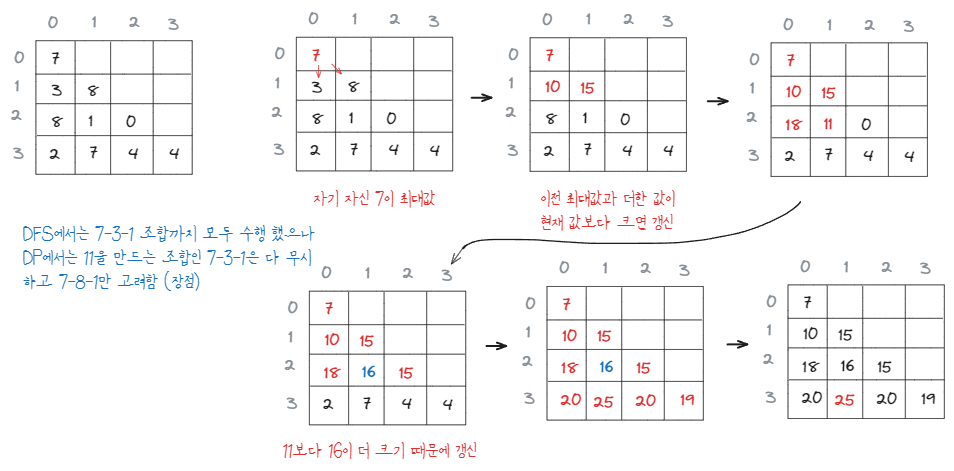 0 1 2 3
0 7
1 3 8
2 8 1 0
3 2 7 4 4
0 1 2 3
0 7
1 3 8
2 8 1 0
3 2 7 4 4
자기 자신 7이 최대값
0 1 2 3
0 7
1 10 15
2 8 1 0
3 2 7 4 4
이전 최대값과 더한 값이
현재 값보다 크면 갱신
0 1 2 3
0 7
1 10 15
2 18 11 0
3 2 7 4 4
DFS에서는 7-3-1 조합까지 모두 수행 했으나
DP에서는 11을 만드는 조합인 7-3-1은 다 무시
하고 7-8-1만 고려함 (장점)
0 1 2 3
0 7
1 10 15
2 18 16 15
3 2 7 4 4
11보다 16이 더 크기 때문에 갱신
0 1 2 3
0 7
1 10 15
2 18 16 15
3 20 25 20 19
0 1 2 3
0 7
1 10 15
2 18 16 15
3 20 25 20 19